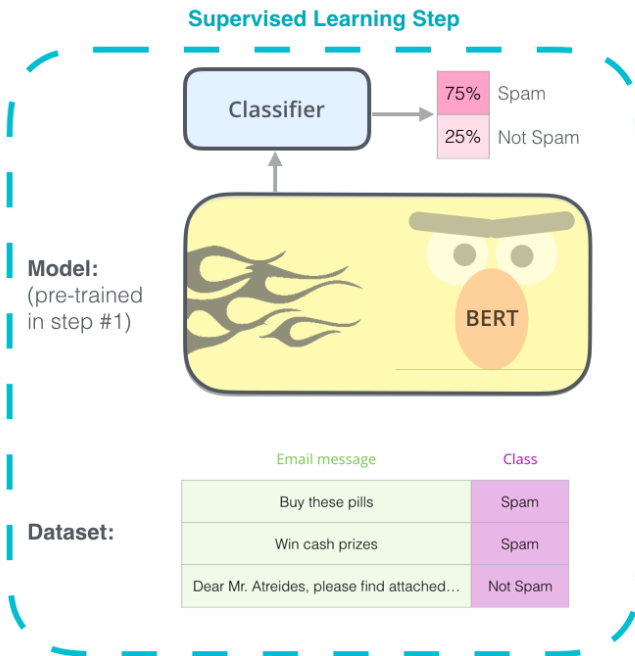 Supervised Learning Step
Classifier
75% Spam
25% Not Spam
Model:
(pre-trained
in step #1)
BERT
Email message Class
Buy these pills Spam
Dataset:
Win cash prizes Spam
Dear Mr. Atreides, please find attached… Not Spam